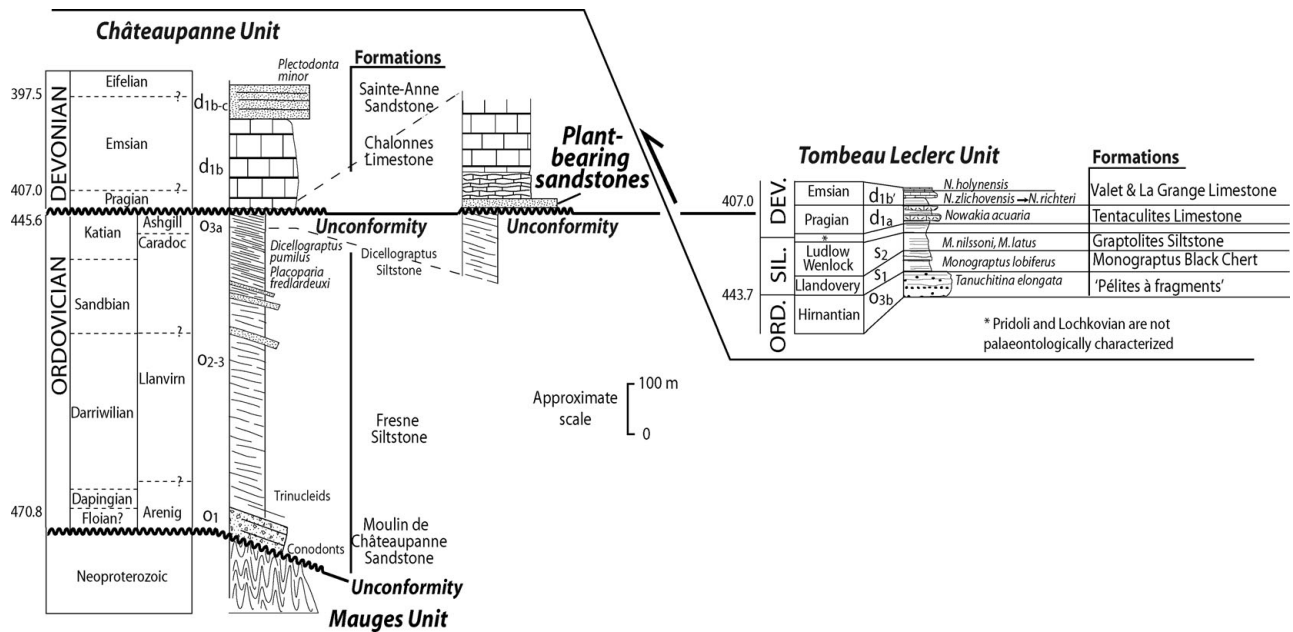 Châteaupanne Unit
Formations
Plectodonta
minor
397.5
407.0
445.6
470.8
DEVONIAN
ORDOVICIAN
Eifelian
?
Emsian
?
Pragian
Katian
Ashgill
Caradoc
Sandbian
?
Llanvirn
Darriwilian
?
Dapingian
Floian?
Arenig
Neoproterozoic
d1b-c
d1b
O3a
O2-3
O1
Sainte-Anne
Sandstone
Chalonnes
Limestone
Unconformity
Dicellograptus
pumilus
Placoparia
fredlardeuxi
Dicellograptus
Siltstone
Trinucleids
Conodonts
Fresne
Siltstone
Moulin de
Châteaupanne
Sandstone
Unconformity
Mauges Unit
Plant-
bearing
sandstones
Unconformity
Approximate
scale
100 m
0
Tombeau Leclerc Unit
Formations
407.0
443.7
DEV.
SIL.
ORD.
Emsian
Pragian
*
Ludlow
Wenlock
Llandovery
Hirnantian
d1b'
d1a
S2
S1
O3b
N. holynensis
N. zlichovensis → N. richteri
Nowakia acuaria
M. nilssoni, M. latus
Monograptus lobiferus
Tanuchitina elongata
Valet & La Grange Limestone
Tentaculites Limestone
Graptolites Siltstone
Monograptus Black Chert
‘Pélites à fragments’
* Pridoli and Lochkovian are not
palaeontologically characterized